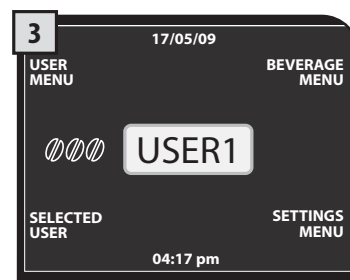 3
17/05/09
USER
MENU
BEVERAGE
MENU
USER1
SELECTED
USER
SETTINGS
MENU
04:17 pm